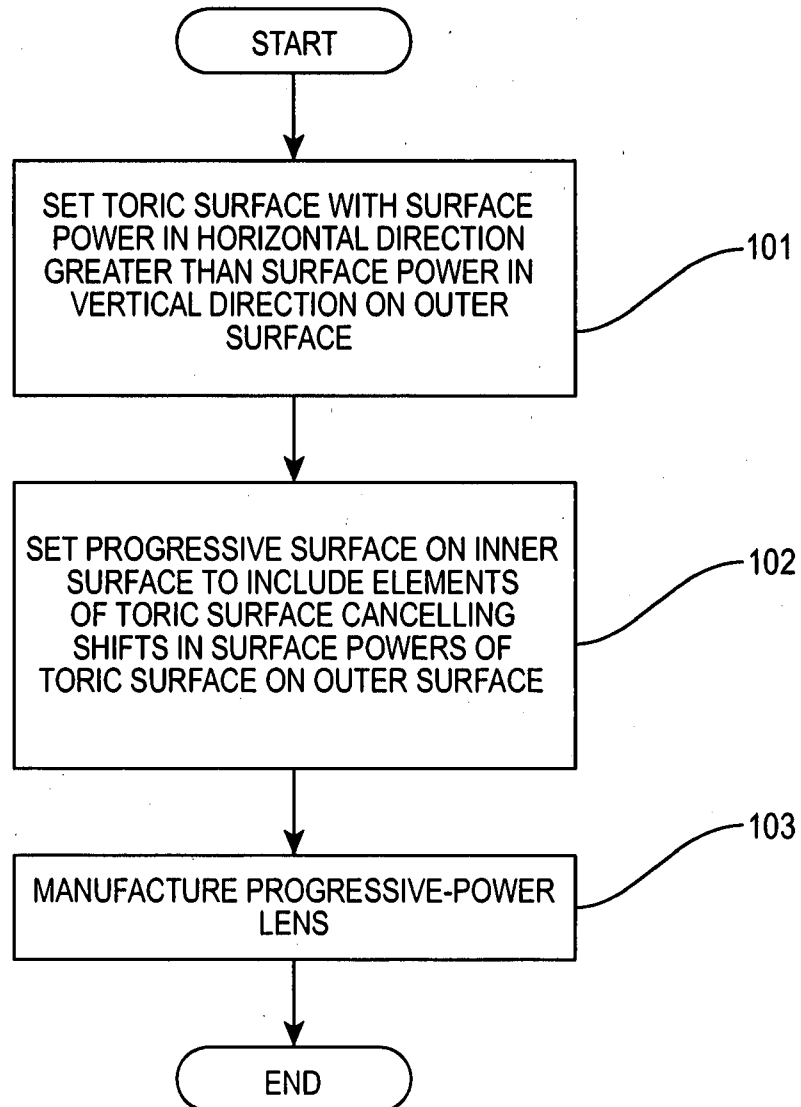 START
SET TORIC SURFACE WITH SURFACE
POWER IN HORIZONTAL DIRECTION
GREATER THAN SURFACE POWER IN
VERTICAL DIRECTION ON OUTER
SURFACE
101
SET PROGRESSIVE SURFACE ON INNER
SURFACE TO INCLUDE ELEMENTS
OF TORIC SURFACE CANCELLING
SHIFTS IN SURFACE POWERS OF
TORIC SURFACE ON OUTER SURFACE
102
MANUFACTURE PROGRESSIVE-POWER
LENS
103
END